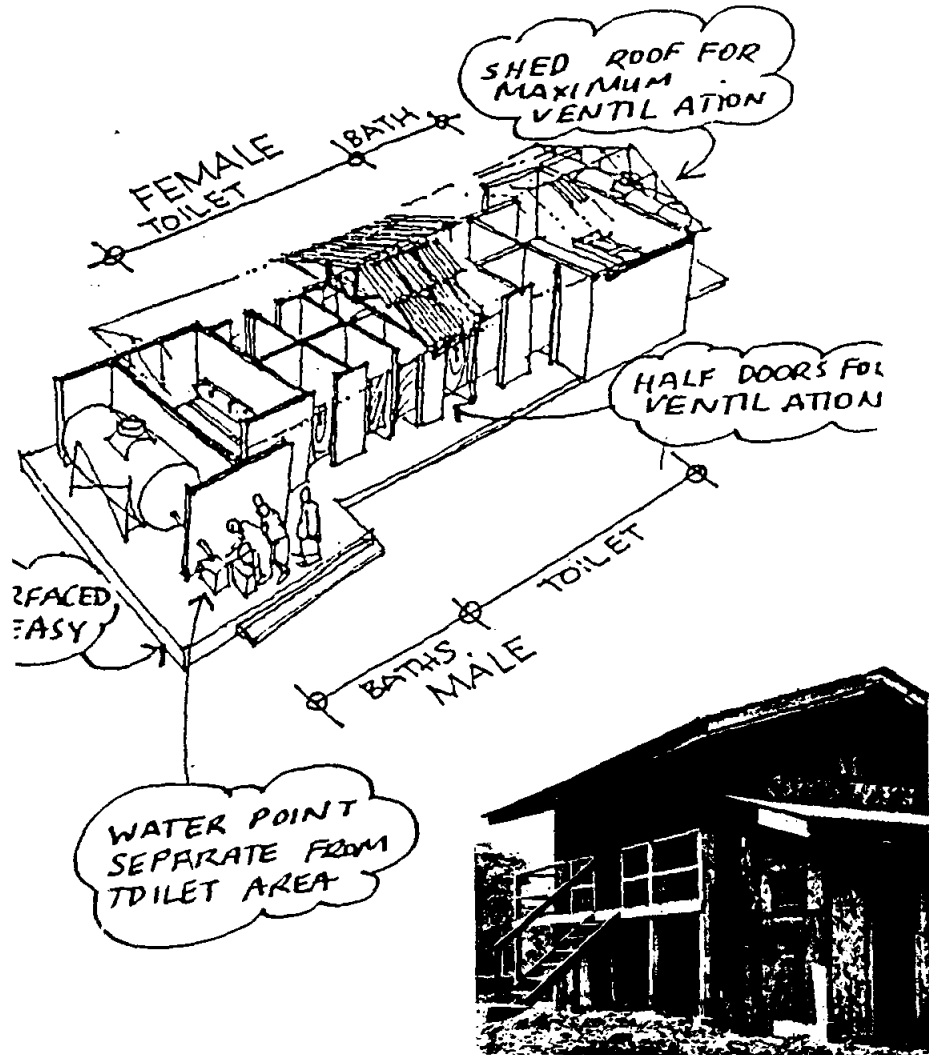 SHED ROOF FOR
MAXIMUM
VENTILATION
FEMALE
TOILET
BATH
HALF DOORS
VENTILATION
RFACED
EASY
TOILET
BATHS.
MALE
WATER POINT
SEPARATE FROM
TOILET AREA